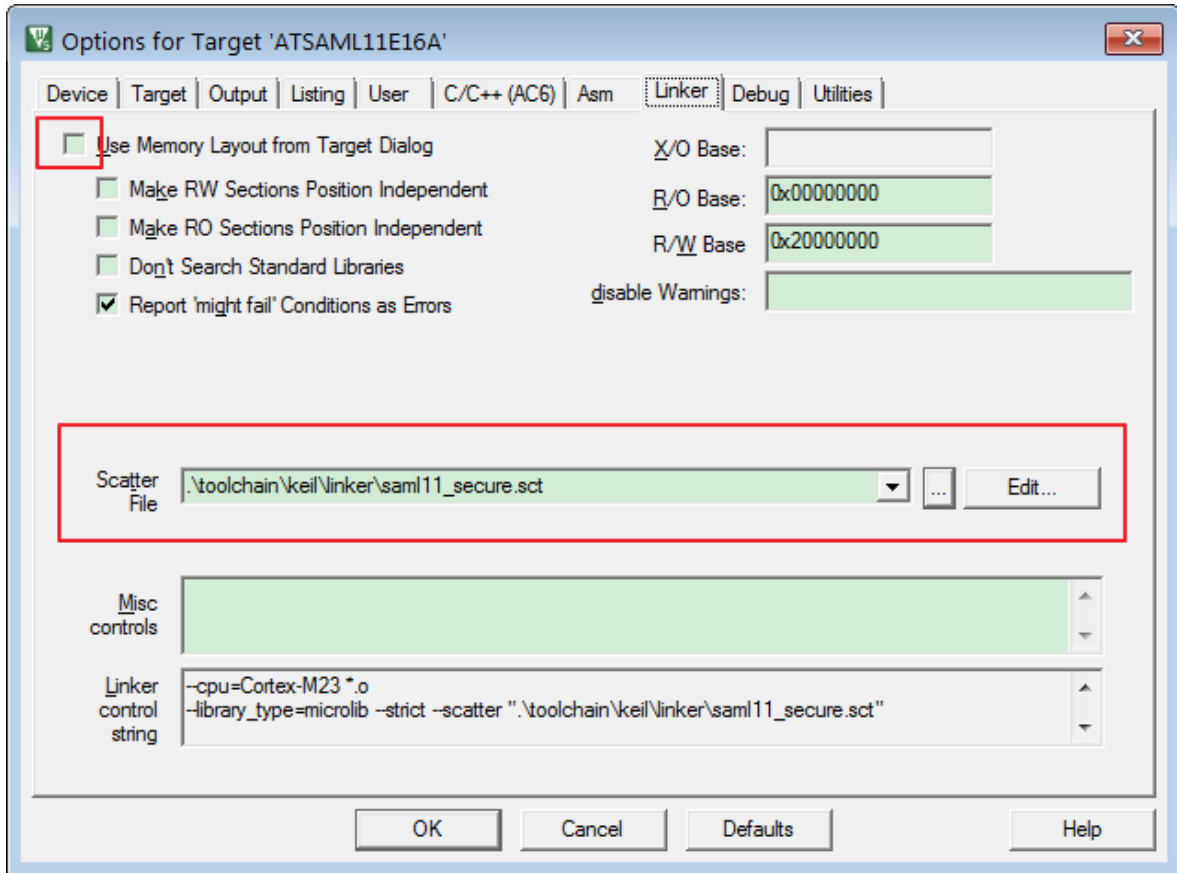 Options for Target 'ATSAML11E16A'
Device Target Output Listing User C/C++ (AC6) Asm Linker Debug Utilities
Use Memory Layout from Target Dialog
Make RW Sections Position Independent
Make RO Sections Position Independent
Don't Search Standard Libraries
Report 'might fail' Conditions as Errors
X/O Base:
R/O Base: 0x00000000
R/W Base 0x20000000
disable Warnings:
Scatter File .\toolchain\keil\linker\saml11_secure.sct ... Edit...
Misc controls
Linker control string
--cpu=Cortex-M23 *.o
--library_type=microlib --strict --scatter ".\toolchain\keil\linker\saml11_secure.sct"
OK Cancel Defaults Help